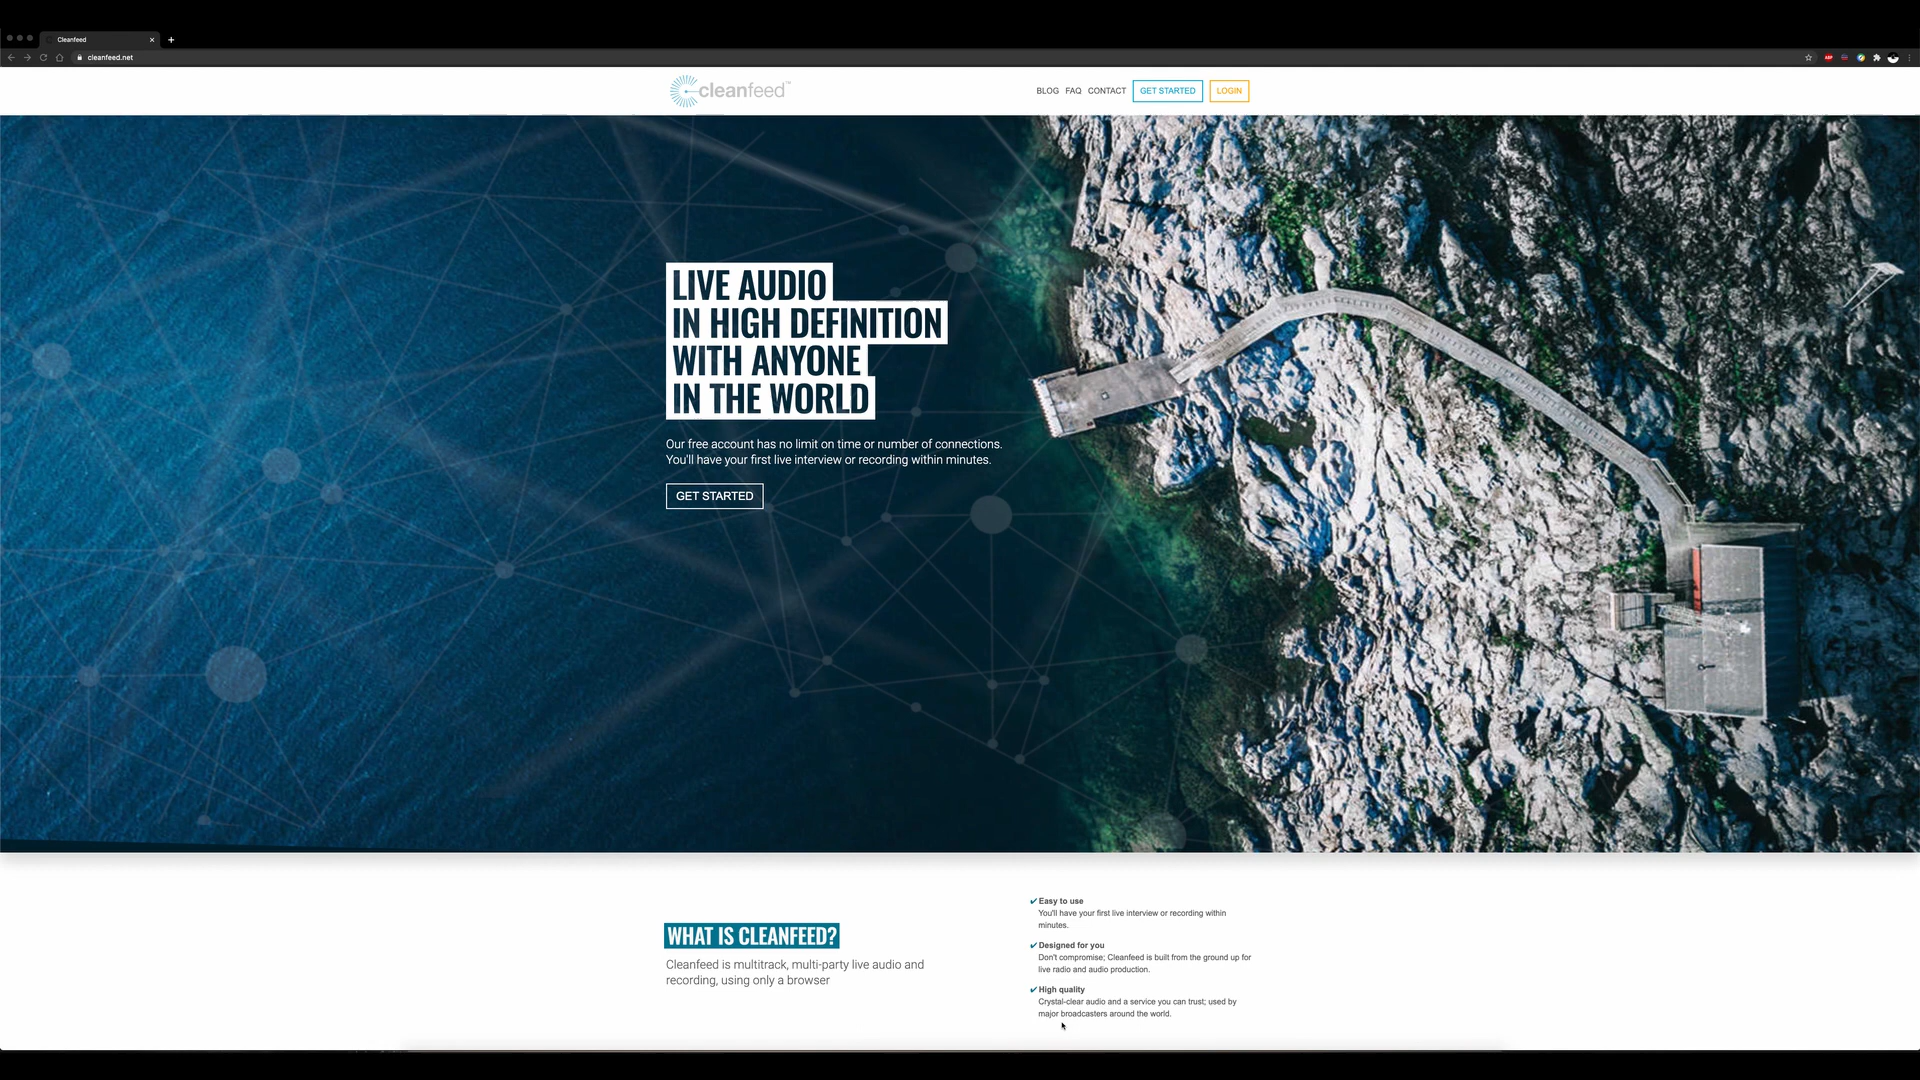 Cleanfeed
cleanfeed.net
cleanfeed™
BLOG FAQ CONTACT GET STARTED LOGIN
LIVE AUDIO
IN HIGH DEFINITION
WITH ANYONE
IN THE WORLD
Our free account has no limit on time or number of connections.
You'll have your first live interview or recording within minutes.
GET STARTED
WHAT IS CLEANFEED?
Cleanfeed is multitrack, multi-party live audio and
recording, using only a browser
✔ Easy to use
You'll have your first live interview or recording within
minutes.
✔ Designed for you
Don't compromise; Cleanfeed is built from the ground up for
live radio and audio production.
✔ High quality
Crystal-clear audio and a service you can trust; used by
major broadcasters around the world.